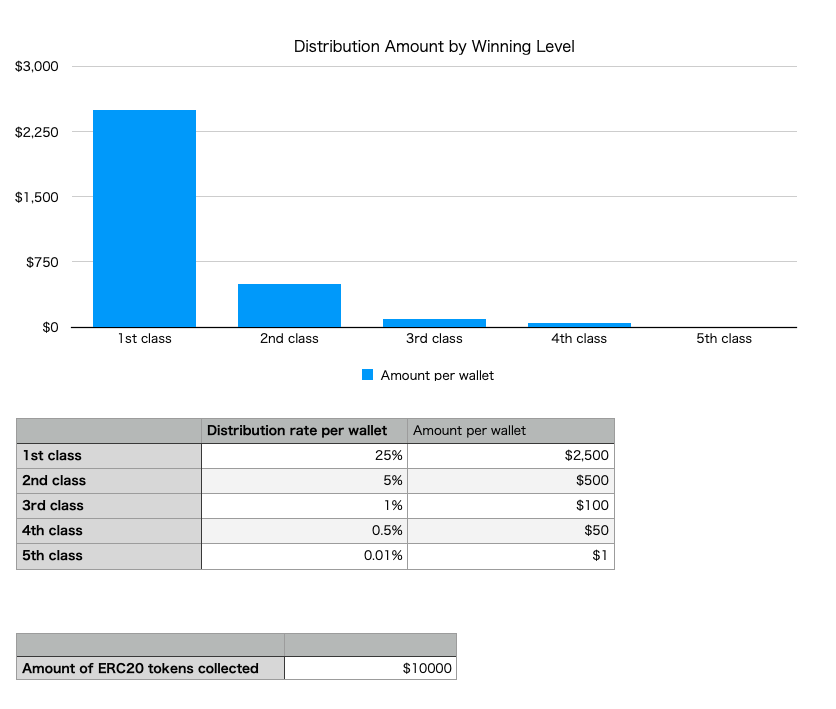 Distribution Amount by Winning Level
$3,000
$2,250
$1,500
$750
$0
1st class 2nd class 3rd class 4th class 5th class
Amount per wallet
Distribution rate per wallet Amount per wallet
1st class 25% $2,500
2nd class 5% $500
3rd class 1% $100
4th class 0.5% $50
5th class 0.01% $1
Amount of ERC20 tokens collected $10000